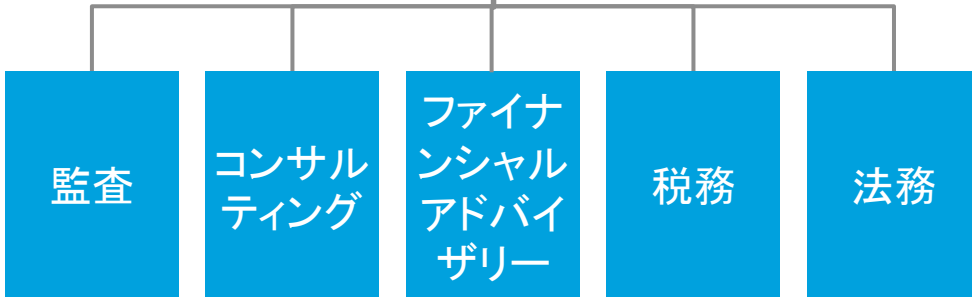 監査
コンサル
ティング
ファイナ
ンシャル
アドバイ
ザリー
税務
法務